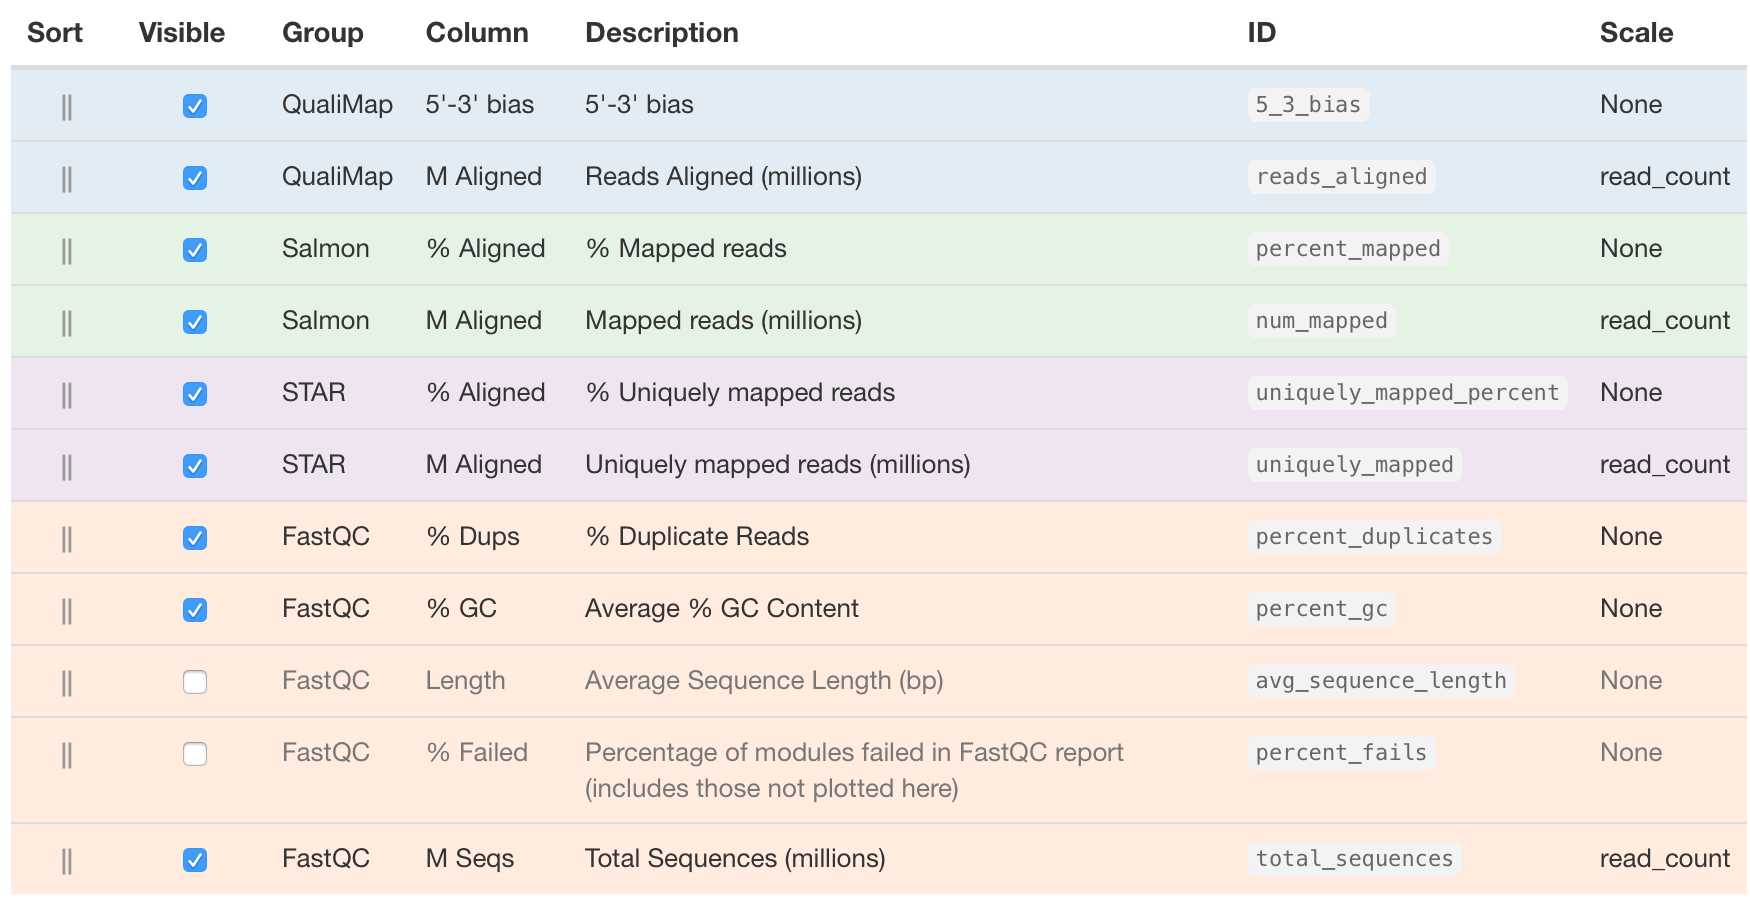 Sort Visible Group Column Description ID Scale
QualiMap 5'-3' bias 5'-3' bias 5_3_bias None
QualiMap M Aligned Reads Aligned (millions) reads_aligned read_count
Salmon % Aligned % Mapped reads percent_mapped None
Salmon M Aligned Mapped reads (millions) num_mapped read_count
STAR % Aligned % Uniquely mapped reads uniquely_mapped_percent None
STAR M Aligned Uniquely mapped reads (millions) uniquely_mapped read_count
FastQC % Dups % Duplicate Reads percent_duplicates None
FastQC % GC Average % GC Content percent_gc None
FastQC Length Average Sequence Length (bp) avg_sequence_length None
FastQC % Failed Percentage of modules failed in FastQC report percent_fails None
(includes those not plotted here)
FastQC M Seqs Total Sequences (millions) total_sequences read_count